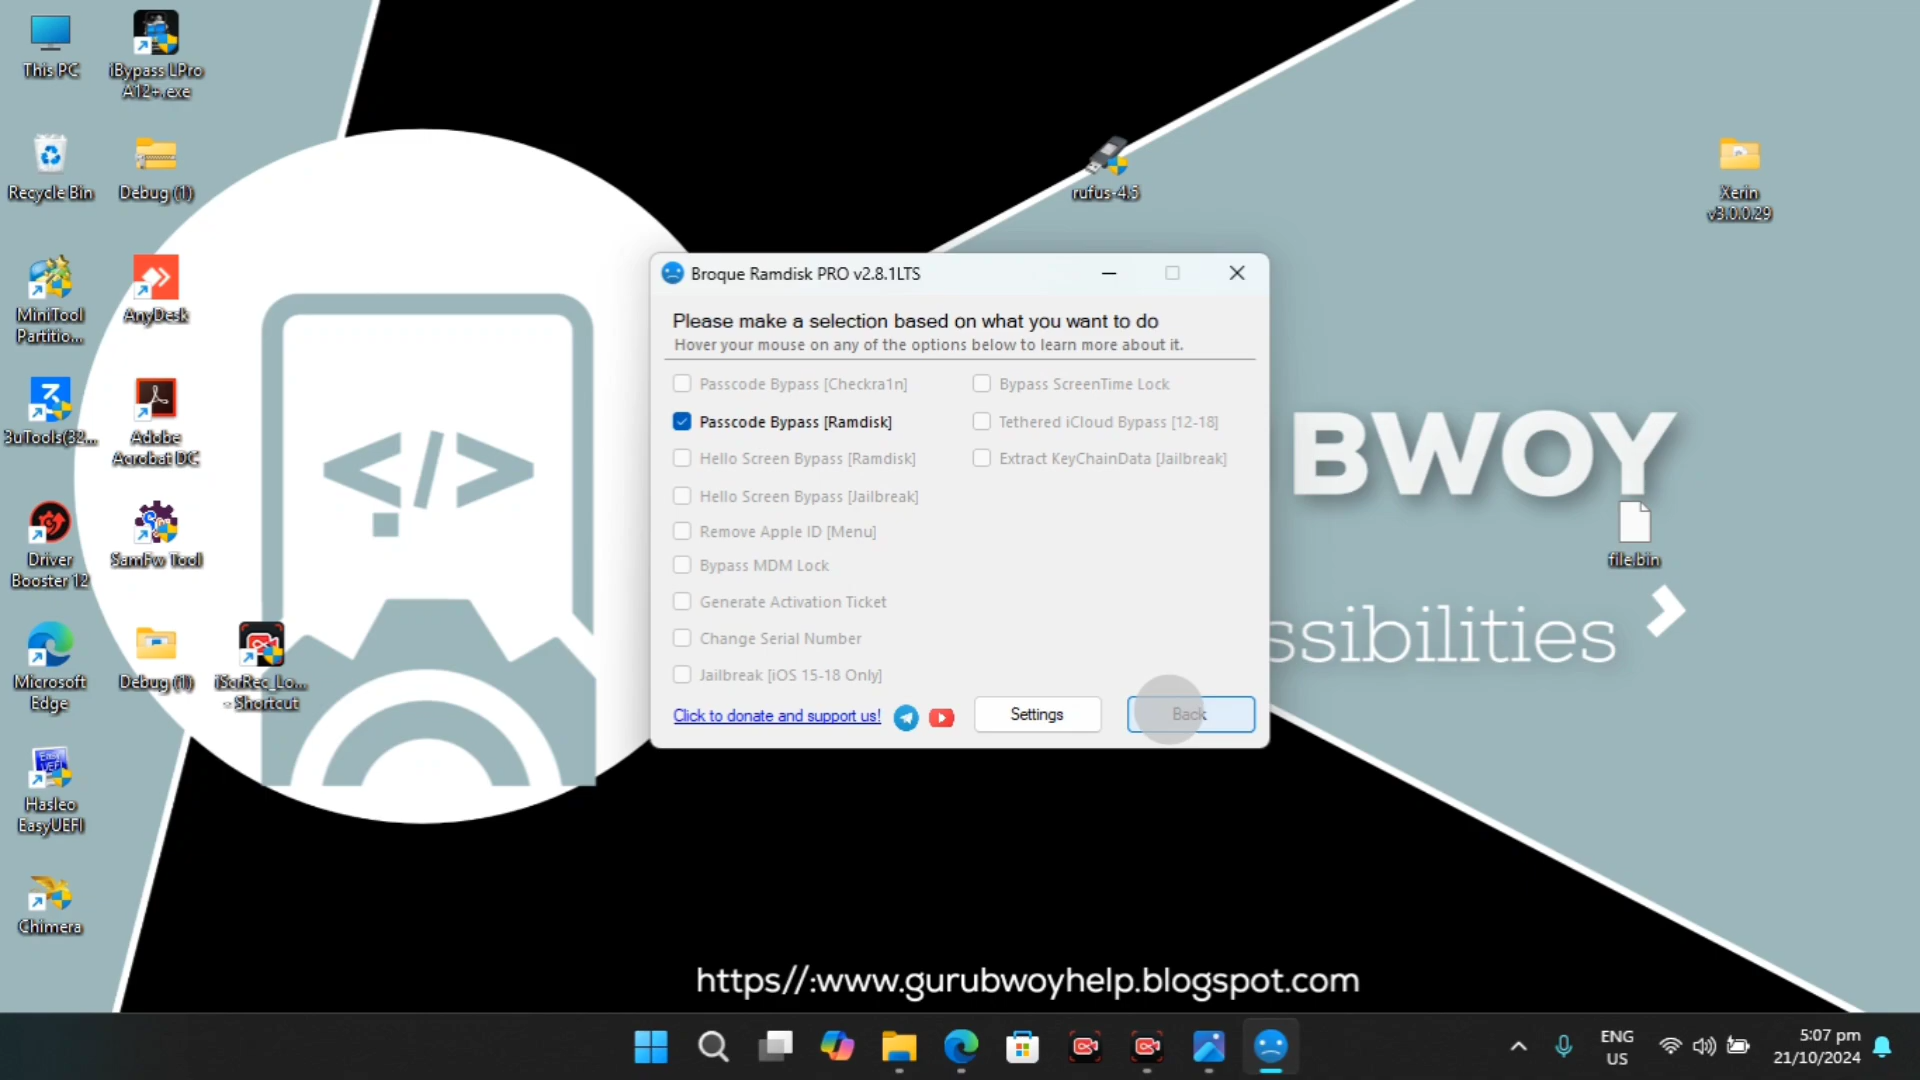 This PC
iBypass LPro
A12+.exe
Recycle Bin
Debug (1)
MiniTool
Partitio...
AnyDesk
3uTools(32...
Adobe
Acrobat DC
Driver
Booster 12
SamFw Tool
Microsoft
Edge
Debug (1)
iScrRec_Lo...
- Shortcut
Hasleo
EasyUEFI
Chimera
rufus-4.5
Xerin
v3.0.0.29
file.bin
BWOY
ssibilities
Broque Ramdisk PRO v2.8.1LTS
Please make a selection based on what you want to do
Hover your mouse on any of the options below to learn more about it.
Passcode Bypass [Checkra1n]
Passcode Bypass [Ramdisk]
Hello Screen Bypass [Ramdisk]
Hello Screen Bypass [Jailbreak]
Remove Apple ID [Menu]
Bypass MDM Lock
Generate Activation Ticket
Change Serial Number
Jailbreak [iOS 15-18 Only]
Bypass ScreenTime Lock
Tethered iCloud Bypass [12-18]
Extract KeyChainData [Jailbreak]
Click to donate and support us!
Settings
Back
https//:www.gurubwoyhelp.blogspot.com
ENG
US
5:07 pm
21/10/2024